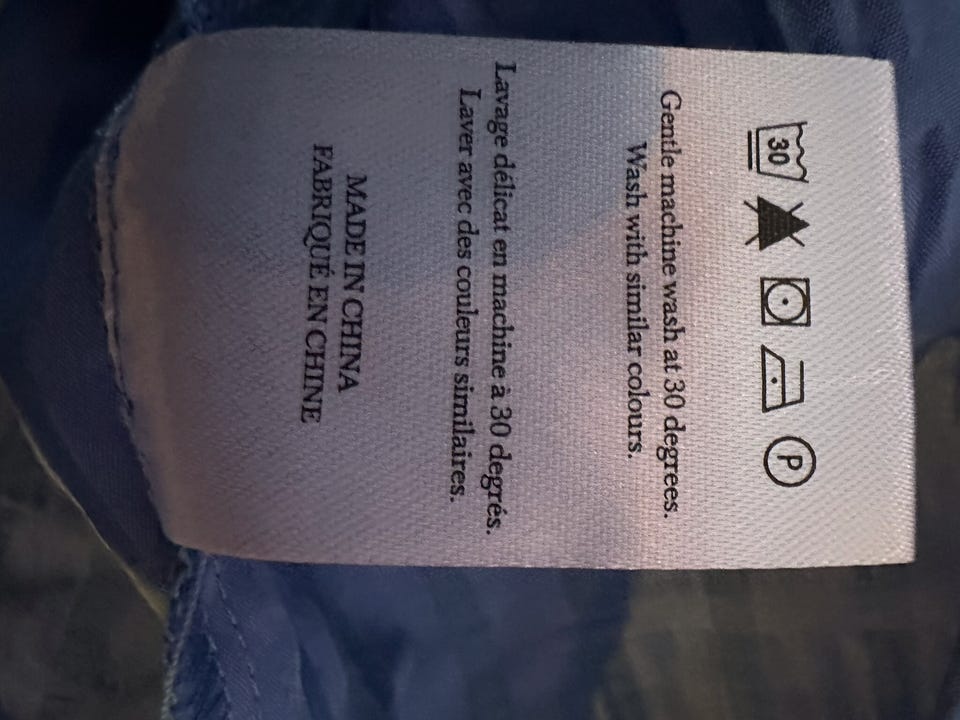 30 P
Gentle machine wash at 30 degrees.
Wash with similar colours.
Lavage délicat en machine à 30 degrés.
Laver avec des couleurs similaires.
MADE IN CHINA
FABRIQUÉ EN CHINE